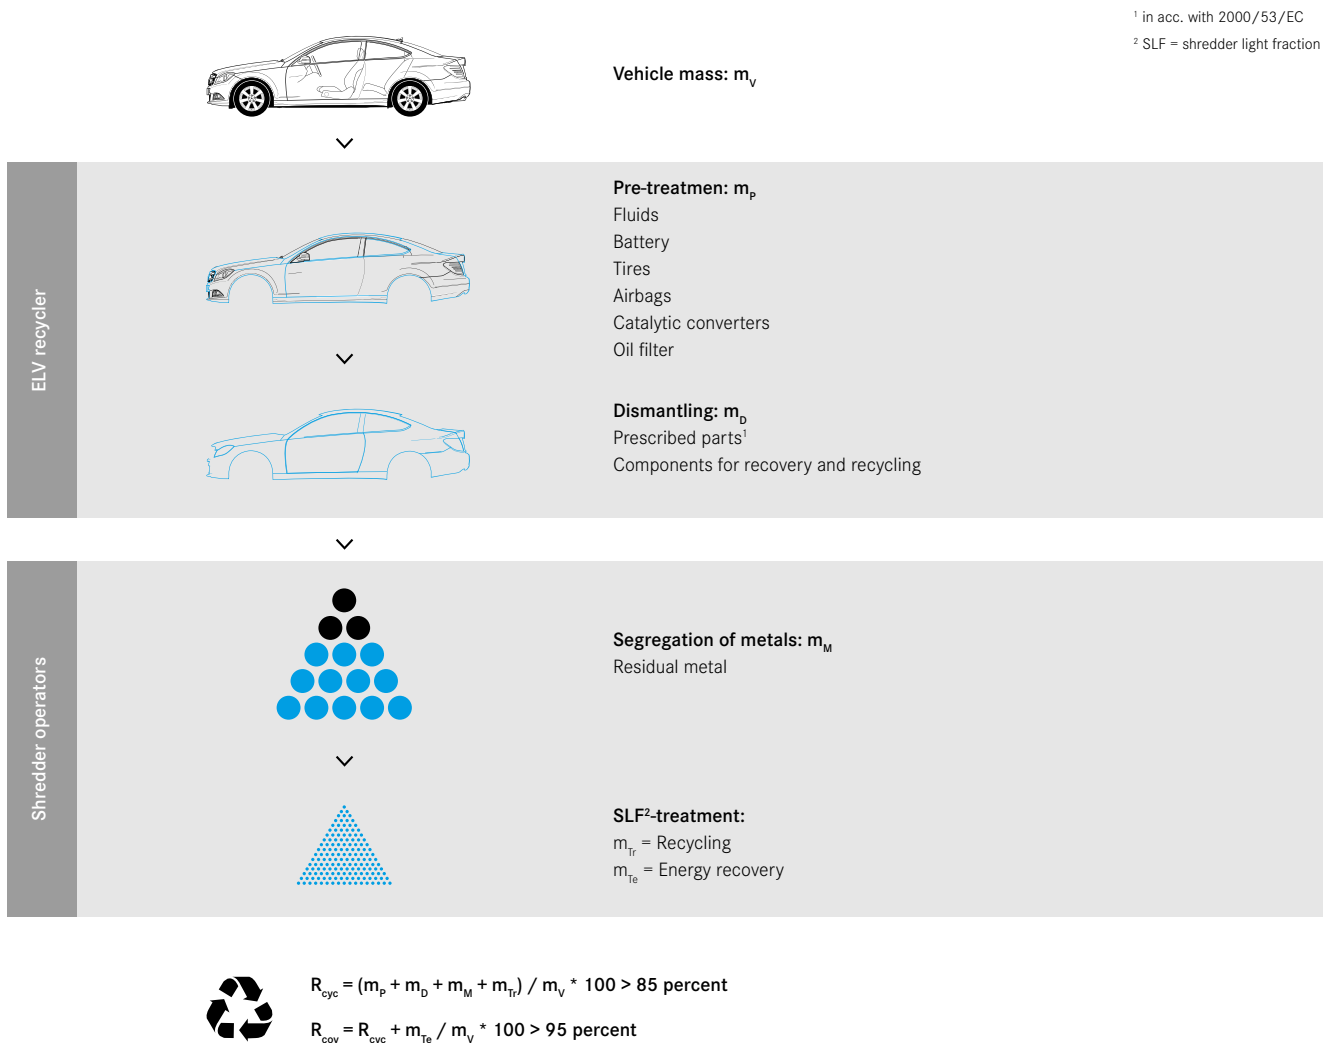 ¹ in acc. with 2000/53/EC
² SLF = shredder light fraction
Vehicle mass: mV
ELV recycler
Pre-treatmen: mP
Fluids
Battery
Tires
Airbags
Catalytic converters
Oil filter
Dismantling: mD
Prescribed parts¹
Components for recovery and recycling
Shredder operators
Segregation of metals: mM
Residual metal
SLF²-treatment:
mTr = Recycling
mTe = Energy recovery
Rcyc = (mP + mD + mM + mTr) / mV * 100 > 85 percent
Rcov = Rcyc + mTe / mV * 100 > 95 percent